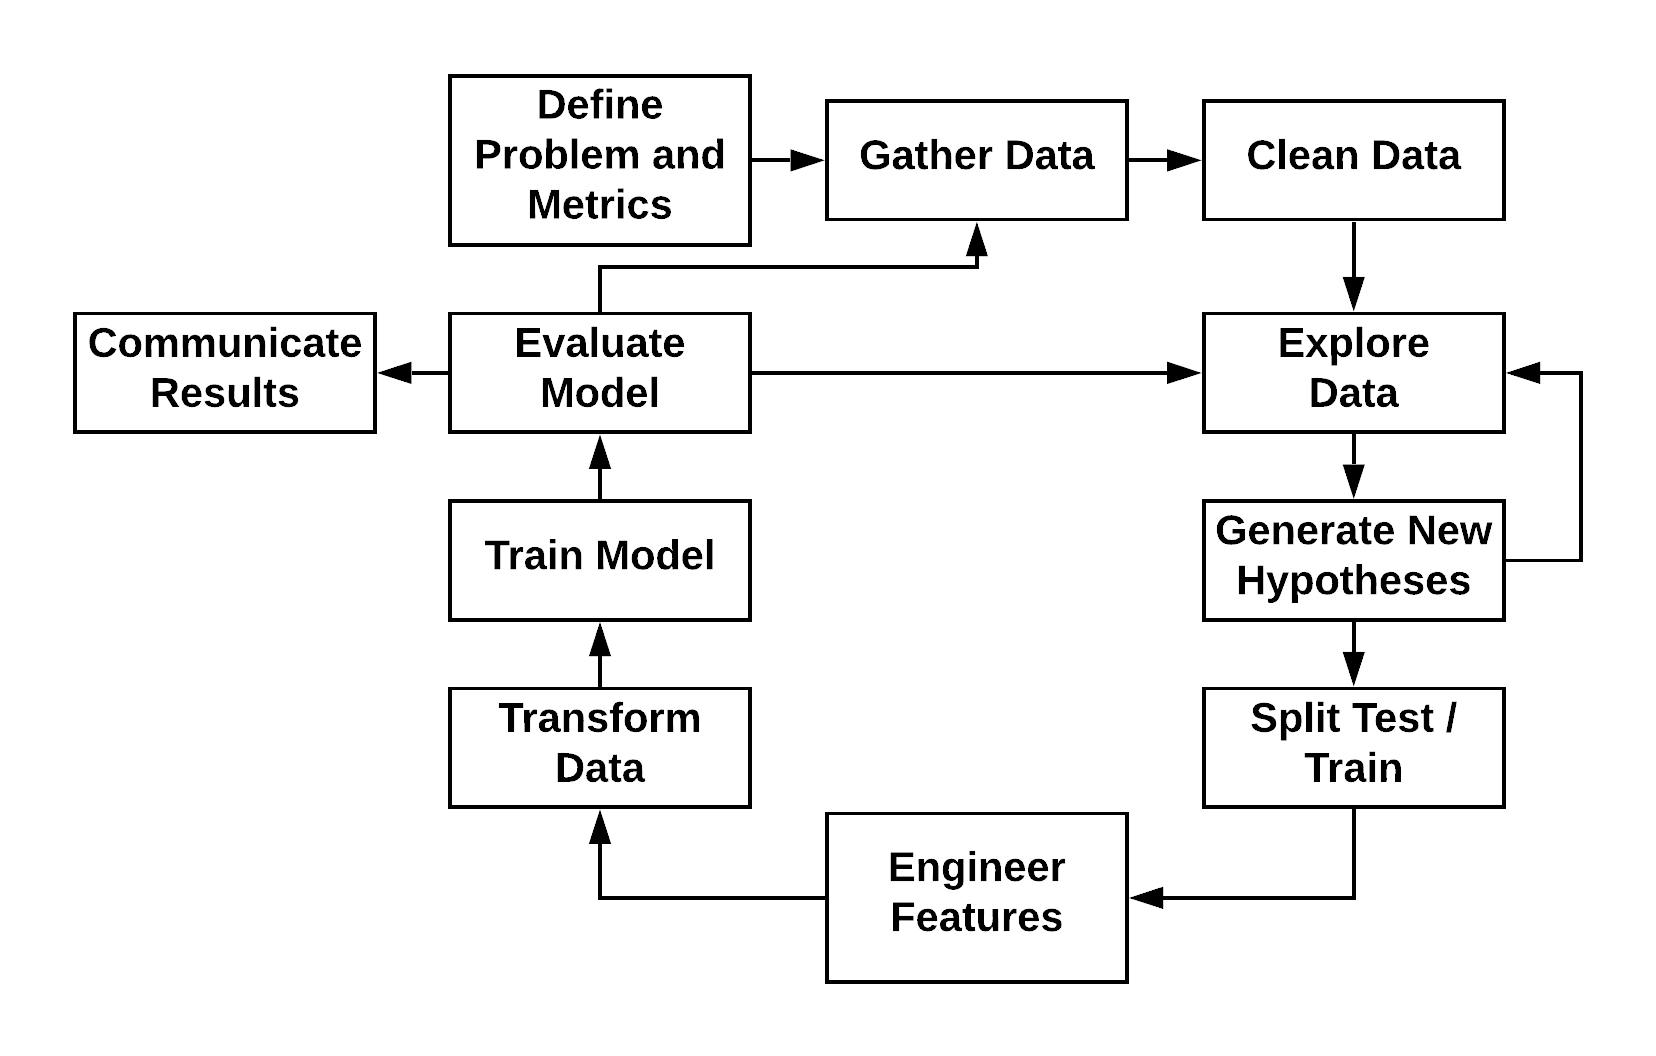 Define
Problem and
Metrics
Gather Data
Clean Data
Communicate
Results
Evaluate
Model
Explore
Data
Train Model
Generate New
Hypotheses
Transform
Data
Split Test /
Train
Engineer
Features